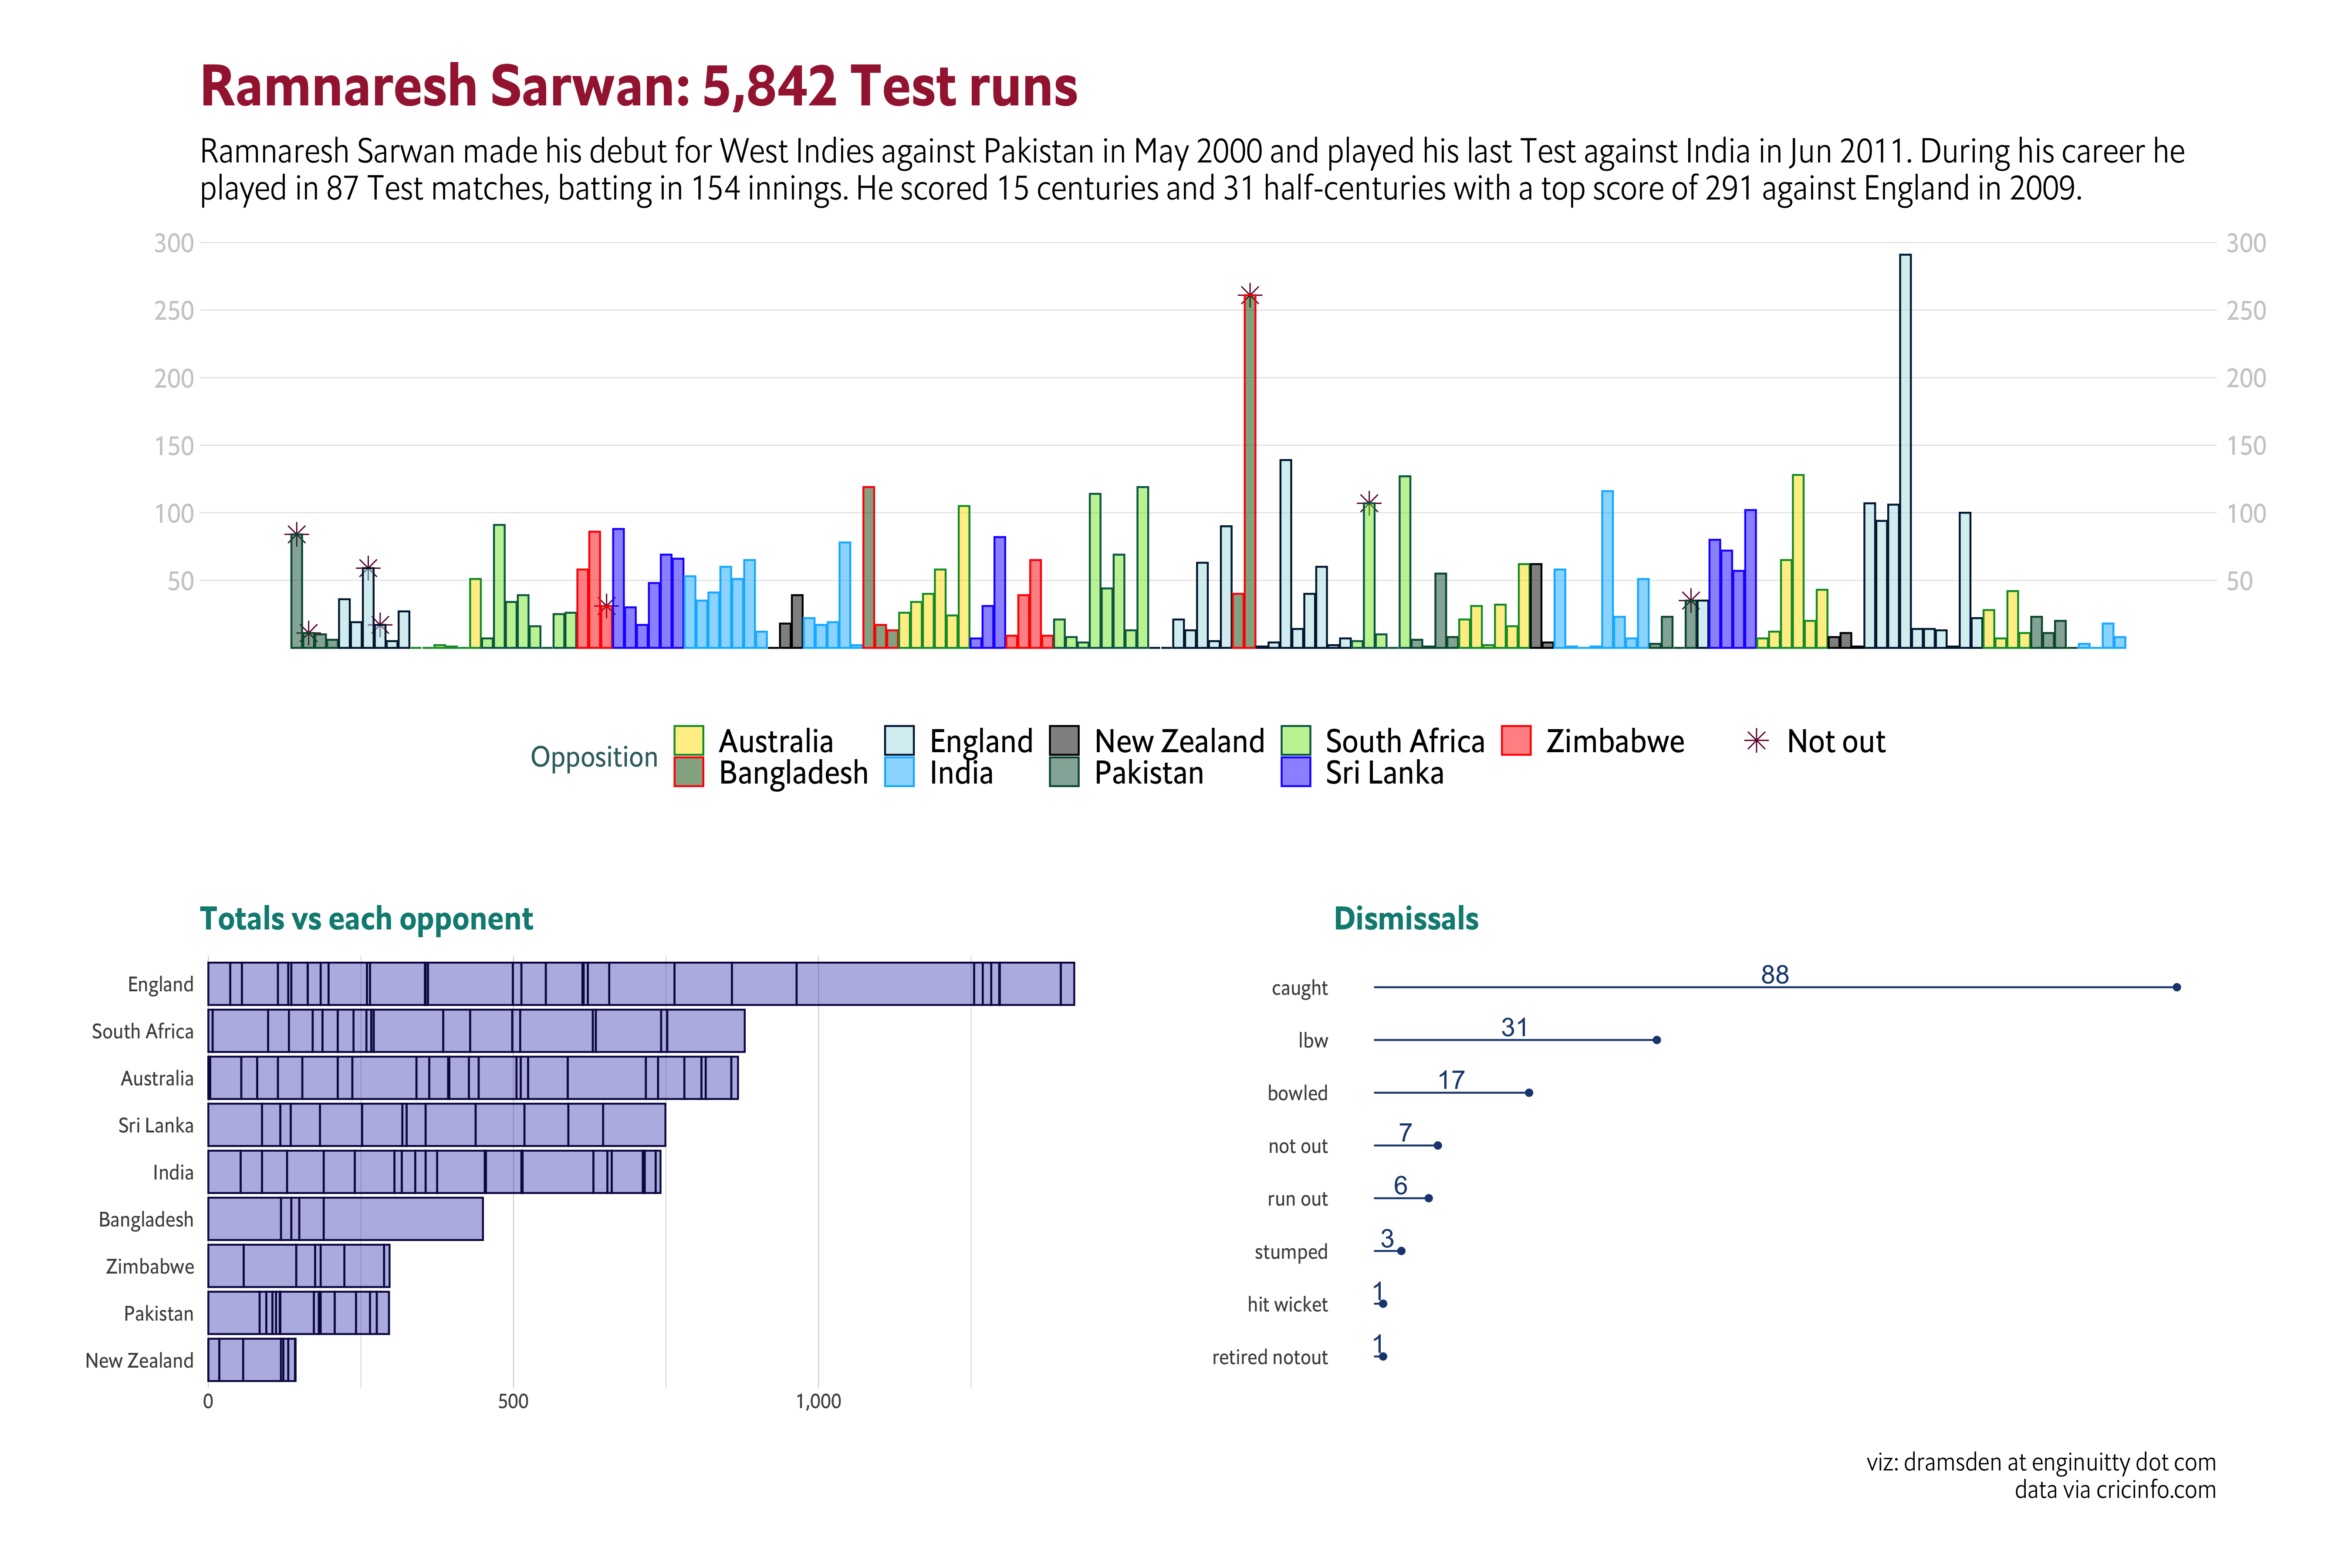 Ramnaresh Sarwan: 5,842 Test runs
Ramnaresh Sarwan made his debut for West Indies against Pakistan in May 2000 and played his last Test against India in Jun 2011. During his career he
played in 87 Test matches, batting in 154 innings. He scored 15 centuries and 31 half-centuries with a top score of 291 against England in 2009.
300 300
250 250
200 200
150 150
100 100
50 50
Opposition
Australia England New Zealand South Africa Zimbabwe Not out
Bangladesh India Pakistan Sri Lanka
Totals vs each opponent
England
South Africa
Australia
Sri Lanka
India
Bangladesh
Zimbabwe
Pakistan
New Zealand
0 500 1,000
Dismissals
caught 88
lbw 31
bowled 17
not out 7
run out 6
stumped 3
hit wicket 1
retired notout 1
viz: dramsden at enginuitty dot com
data via cricinfo.com